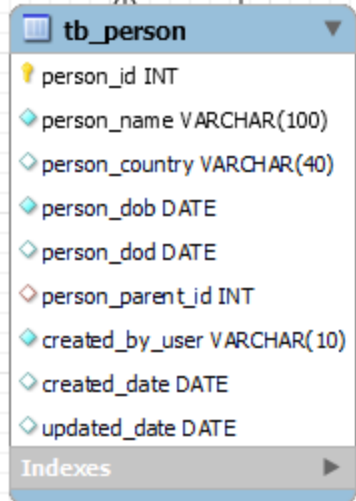 tb_person
person_id INT
person_name VARCHAR(100)
person_country VARCHAR(40)
person_dob DATE
person_dod DATE
person_parent_id INT
created_by_user VARCHAR(10)
created_date DATE
updated_date DATE
Indexes